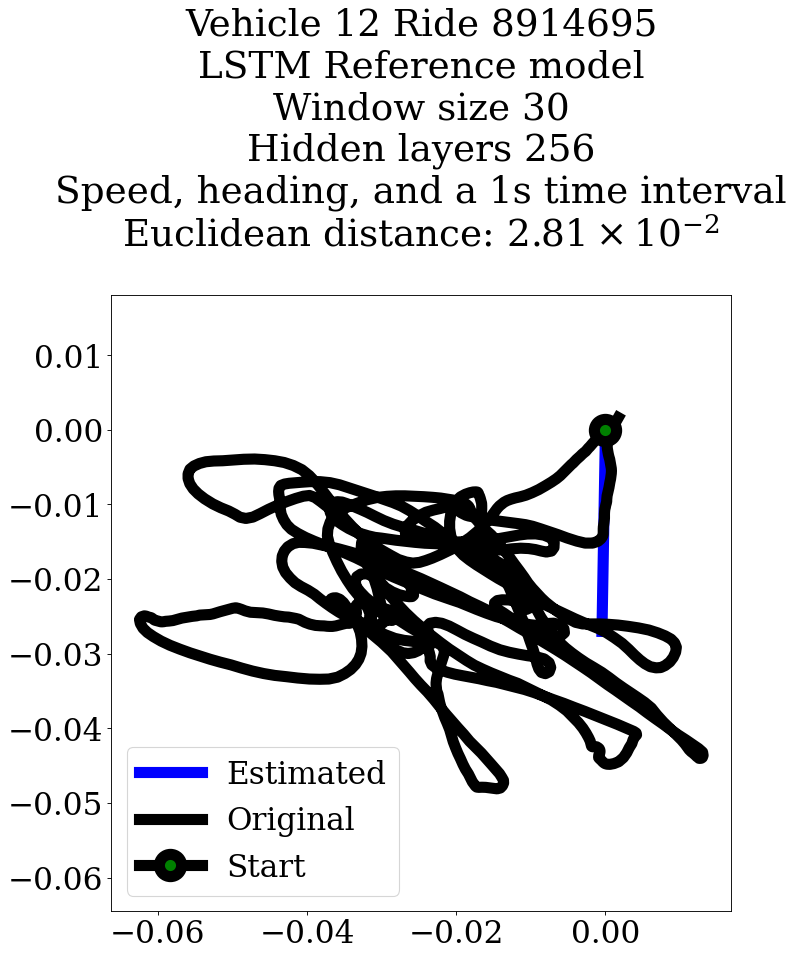 Vehicle 12 Ride 8914695
LSTM Reference model
Window size 30
Hidden layers 256
Speed, heading, and a 1s time interval
Euclidean distance: 2.81 × 10⁻²
0.01
0.00
−0.01
−0.02
−0.03
−0.04
−0.05
−0.06
Estimated
Original
Start
−0.06 −0.04 −0.02 0.00